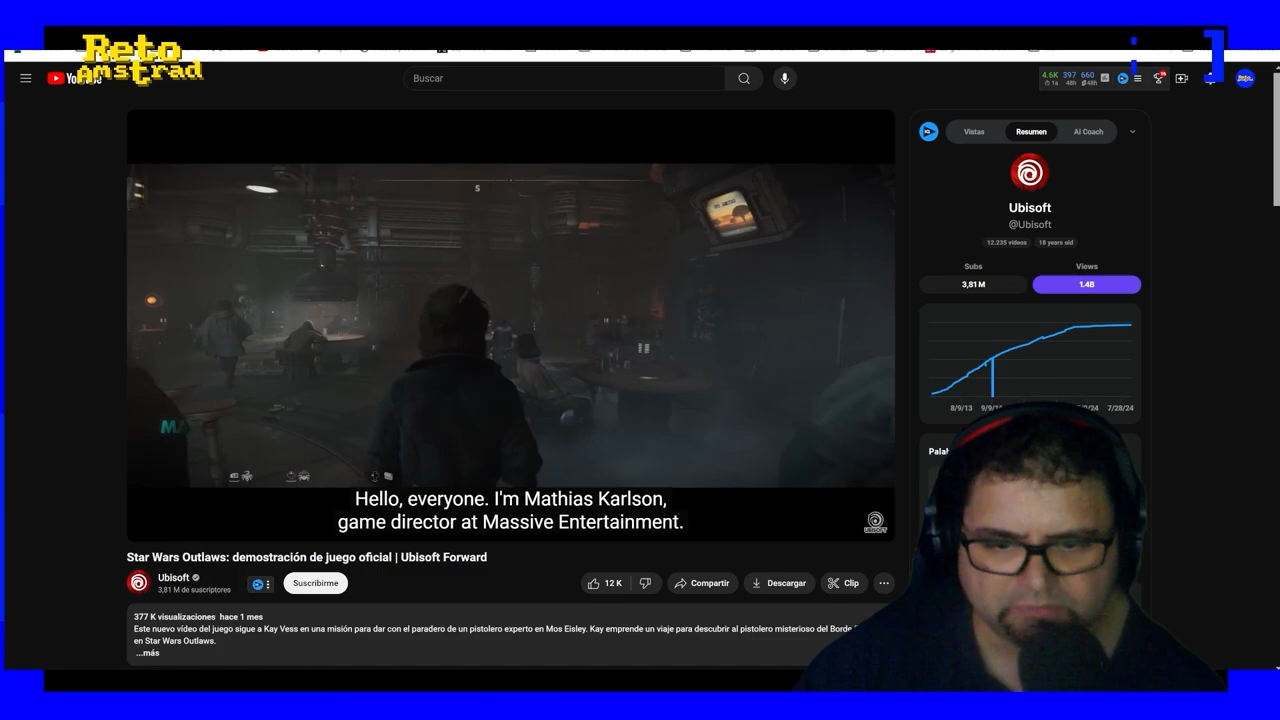 Reto
Amstrad
Buscar
4.6K 397 660
1a 48h 48h
Vistas
Resumen
AI Coach
Ubisoft
@Ubisoft
12.235 videos
18 years old
Subs
Views
3,81 M
1.4B
8/9/13
7/28/24
Hello, everyone. I'm Mathias Karlson,
game director at Massive Entertainment.
UBISOFT
Star Wars Outlaws: demostración de juego oficial | Ubisoft Forward
Ubisoft
3,81 M de suscriptores
Suscribirme
12 K
Compartir
Descargar
Clip
377 K visualizaciones hace 1 mes
Este nuevo vídeo del juego sigue a Kay Vess en una misión para dar con el paradero de un pistolero experto en Mos Eisley. Kay emprende un viaje para descubrir al pistolero misterioso del Borde
en Star Wars Outlaws.
...más